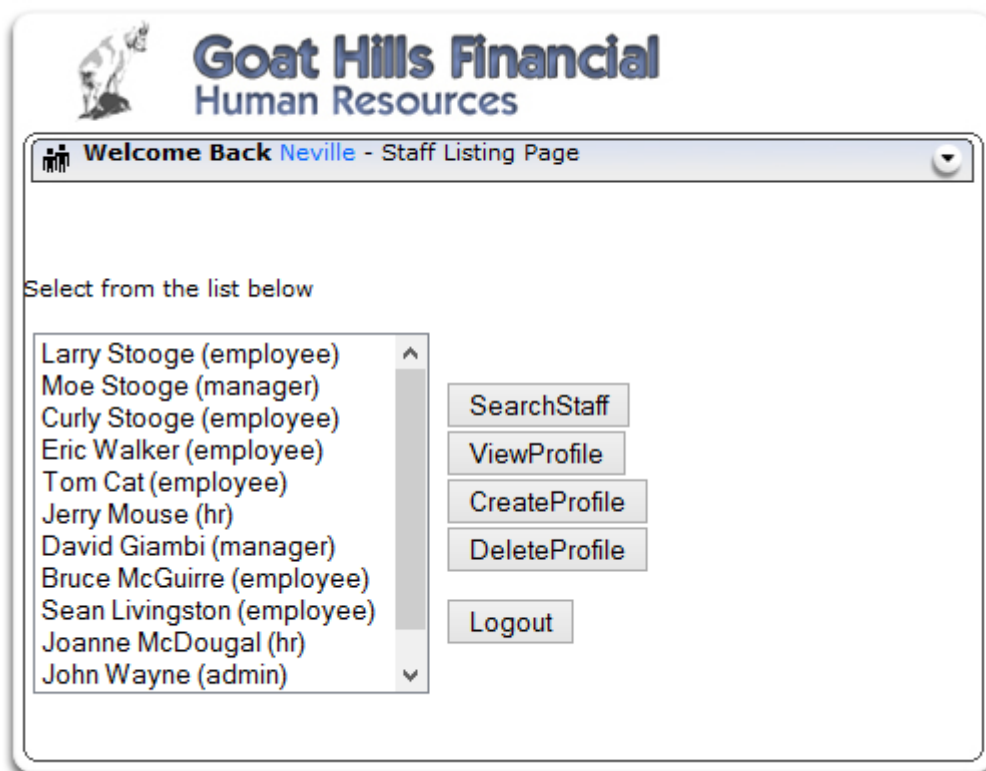 Goat Hills Financial
Human Resources
Welcome Back Neville - Staff Listing Page
Select from the list below
Larry Stooge (employee)
Moe Stooge (manager)
Curly Stooge (employee)
Eric Walker (employee)
Tom Cat (employee)
Jerry Mouse (hr)
David Giambi (manager)
Bruce McGuirre (employee)
Sean Livingston (employee)
Joanne McDougal (hr)
John Wayne (admin)
SearchStaff
ViewProfile
CreateProfile
DeleteProfile
Logout